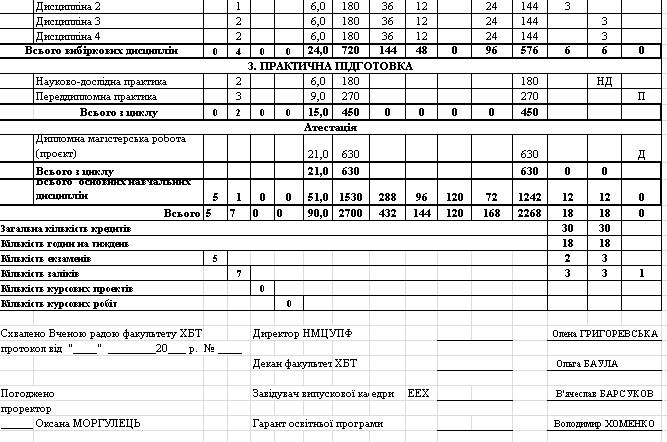 Дисципліна 2 1 6,0 180 36 12 24 144 3
Дисципліна 3 2 6,0 180 36 12 24 144 3
Дисципліна 4 2 6,0 180 36 12 24 144 3
Всього вибіркових дисциплін 0 4 0 0 24,0 720 144 48 0 96 576 6 6 0
3. ПРАКТИЧНА ПІДГОТОВКА
Науково-дослідна практика 2 6,0 180 180 НД
Переддипломна практика 3 9,0 270 270 П
Всього з циклу 0 2 0 0 15,0 450 0 0 0 0 450
Атестація
Дипломна магістерська робота
(проєкт) 21,0 630 630 Д
Всього з циклу 21,0 630 630 0 0
Всього основних навчальних
дисциплін 5 1 0 0 51,0 1530 288 96 120 72 1242 12 12 0
Всього 5 7 0 0 90,0 2700 432 144 120 168 2268 18 18 0
Загальна кількість кредитів 30 30
Кількість годин на тиждень 18 18
Кількість екзаменів 5 2 3
Кількість заліків 7 3 3 1
Кількість курсових проектів 0
Кількість курсових робіт 0
Схвалено Вченою радою факультету ХБТ Директор НМЦУПФ Олена ГРИГОРЕВСЬКА
протокол від "____" ________20___ р. № ____
Декан факультет ХБТ Ольга БАУЛА
Погоджено Завідувач випускової кафедри ЕЕХ В'ячеслав БАРСУКОВ
проректор
_____ Оксана МОРГУЛЕЦЬ Гарант освітньої програми Володимир ХОМЕНКО